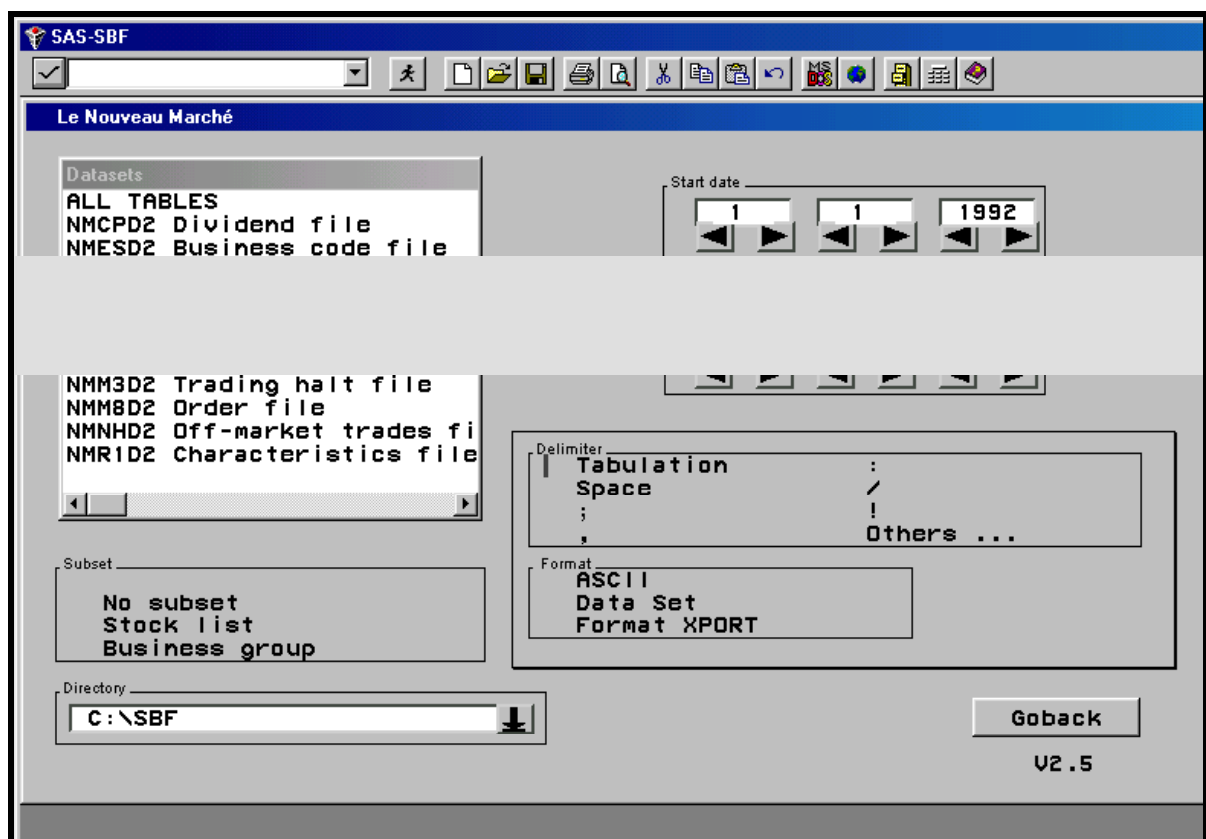 SAS-SBF
MS DOS
Le Nouveau Marché
Datasets
ALL TABLES
NMCPD2 Dividend file
NMESD2 Business code file
NMM3D2 Trading halt file
NMM8D2 Order file
NMNHD2 Off-market trades fi
NMR1D2 Characteristics file
Start date
1 1 1992
Delimiter
Tabulation :
Space /
; !
, Others ...
Subset
No subset
Stock list
Business group
Format
ASCII
Data Set
Format XPORT
Directory
C:\SBF
Goback
V2.5